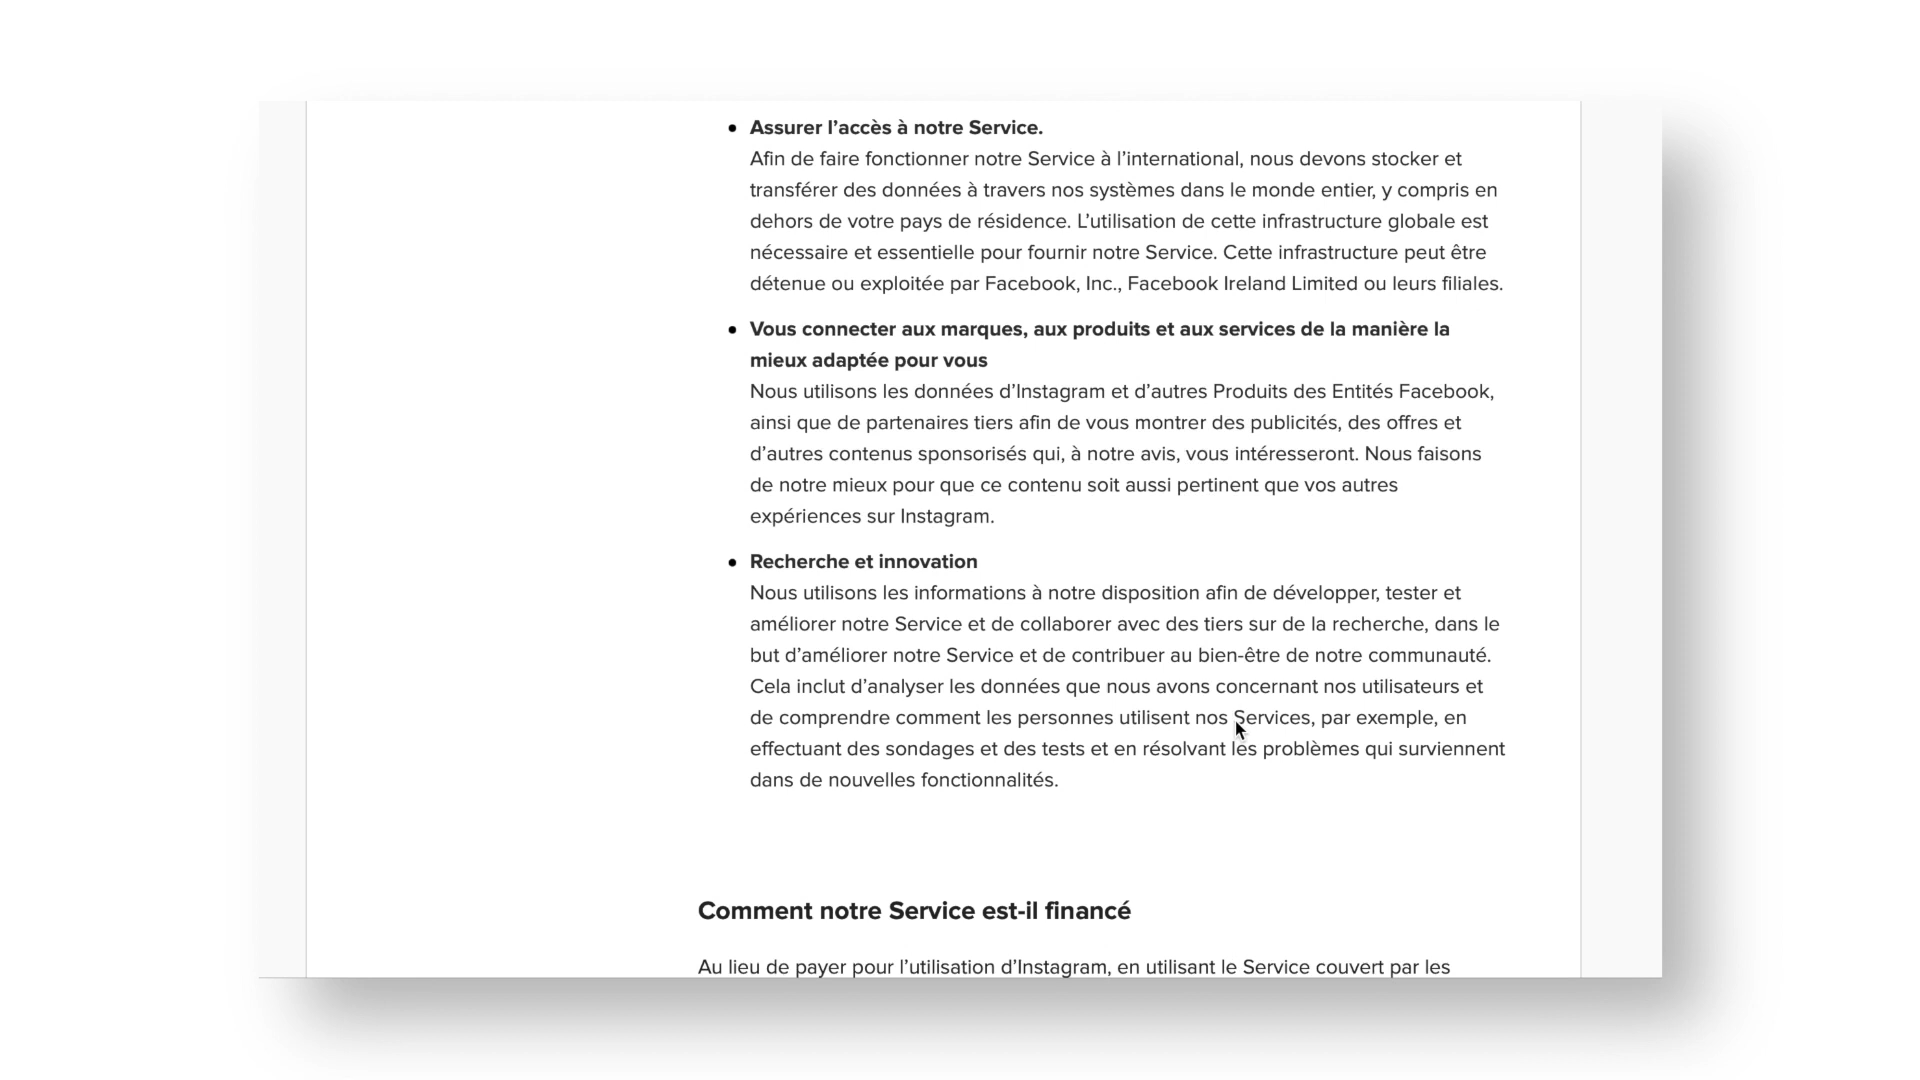 Assurer l’accès à notre Service.
Afin de faire fonctionner notre Service à l’international, nous devons stocker et
transférer des données à travers nos systèmes dans le monde entier, y compris en
dehors de votre pays de résidence. L’utilisation de cette infrastructure globale est
nécessaire et essentielle pour fournir notre Service. Cette infrastructure peut être
détenue ou exploitée par Facebook, Inc., Facebook Ireland Limited ou leurs filiales.
Vous connecter aux marques, aux produits et aux services de la manière la
mieux adaptée pour vous
Nous utilisons les données d’Instagram et d’autres Produits des Entités Facebook,
ainsi que de partenaires tiers afin de vous montrer des publicités, des offres et
d’autres contenus sponsorisés qui, à notre avis, vous intéresseront. Nous faisons
de notre mieux pour que ce contenu soit aussi pertinent que vos autres
expériences sur Instagram.
Recherche et innovation
Nous utilisons les informations à notre disposition afin de développer, tester et
améliorer notre Service et de collaborer avec des tiers sur de la recherche, dans le
but d’améliorer notre Service et de contribuer au bien-être de notre communauté.
Cela inclut d’analyser les données que nous avons concernant nos utilisateurs et
de comprendre comment les personnes utilisent nos Services, par exemple, en
effectuant des sondages et des tests et en résolvant les problèmes qui surviennent
dans de nouvelles fonctionnalités.
Comment notre Service est-il financé
Au lieu de payer pour l’utilisation d’Instagram, en utilisant le Service couvert par les